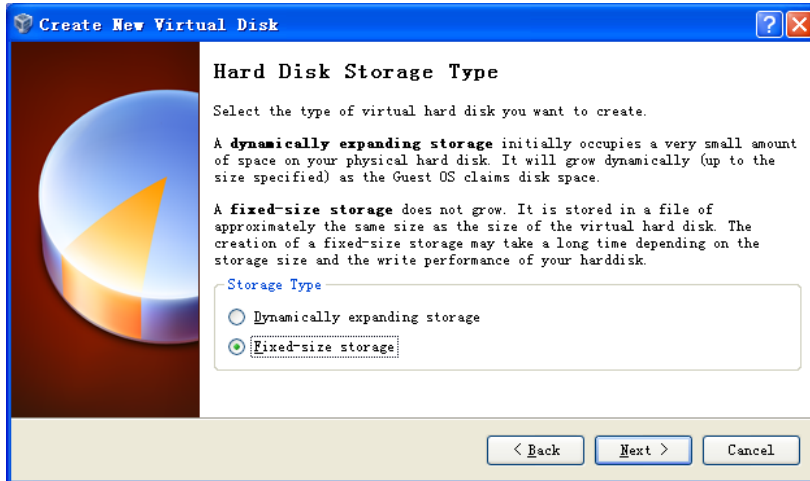 Create New Virtual Disk
Hard Disk Storage Type
Select the type of virtual hard disk you want to create.
A dynamically expanding storage initially occupies a very small amount
of space on your physical hard disk. It will grow dynamically (up to the
size specified) as the Guest OS claims disk space.
A fixed-size storage does not grow. It is stored in a file of
approximately the same size as the size of the virtual hard disk. The
creation of a fixed-size storage may take a long time depending on the
storage size and the write performance of your harddisk.
Storage Type
Dynamically expanding storage
Fixed-size storage
< Back Next > Cancel